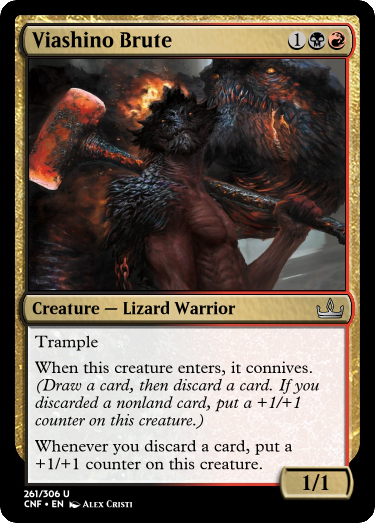 Viashino Brute 1
Creature — Lizard Warrior
Trample
When this creature enters, it connives.
(Draw a card, then discard a card. If you
discarded a nonland card, put a +1/+1
counter on this creature.)
Whenever you discard a card, put a
+1/+1 counter on this creature.
1/1
261/306 U
CNF • EN Alex Cristi